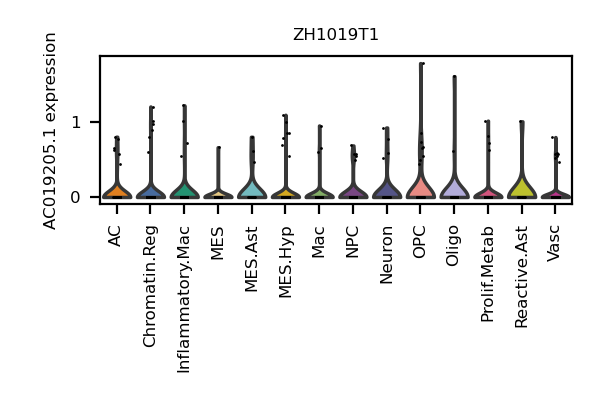 ZH1019T1
AC019205.1 expression
1
0
AC
Chromatin.Reg
Inflammatory.Mac
MES
MES.Ast
MES.Hyp
Mac
NPC
Neuron
OPC
Oligo
Prolif.Metab
Reactive.Ast
Vasc